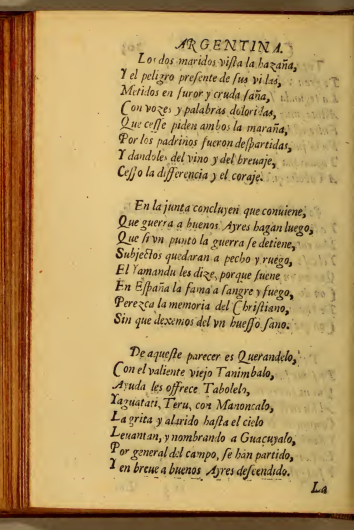 ARGENTINA.
Los dos maridos vista la hazaña,
Y el peligro presente de sus vidas,
Metidos en furor y cruda saña,
Con vozes y palabras doloridas,
Que cesse piden ambos la maraña,
Por los padrinos fueron despartidas,
Y dandoles del vino y del breuaje,
Cesso la differencia y el coraje.
En la junta concluyen que conuiene,
Que guerra a buenos Ayres hagan luego,
Que si vn punto la guerra se detiene,
Subjectos quedaran a pecho y ruego,
El Yamandu les dize, porque suene
En España la fama a sangre y fuego,
Perezca la memoria del Christiano,
Sin que dexemos del vn huesso sano.
De aqueste parecer es Querandelo,
Con el valiente viejo Tanimbalo,
Ayuda les offrece Tabolelo,
Yaguatati, Teru, con Manoncalo,
La grita y alarido hasta el cielo
Leuantan, y nombrando a Guacuyalo,
Por general del campo, se han partido,
Y en breue a buenos Ayres descendido.
La